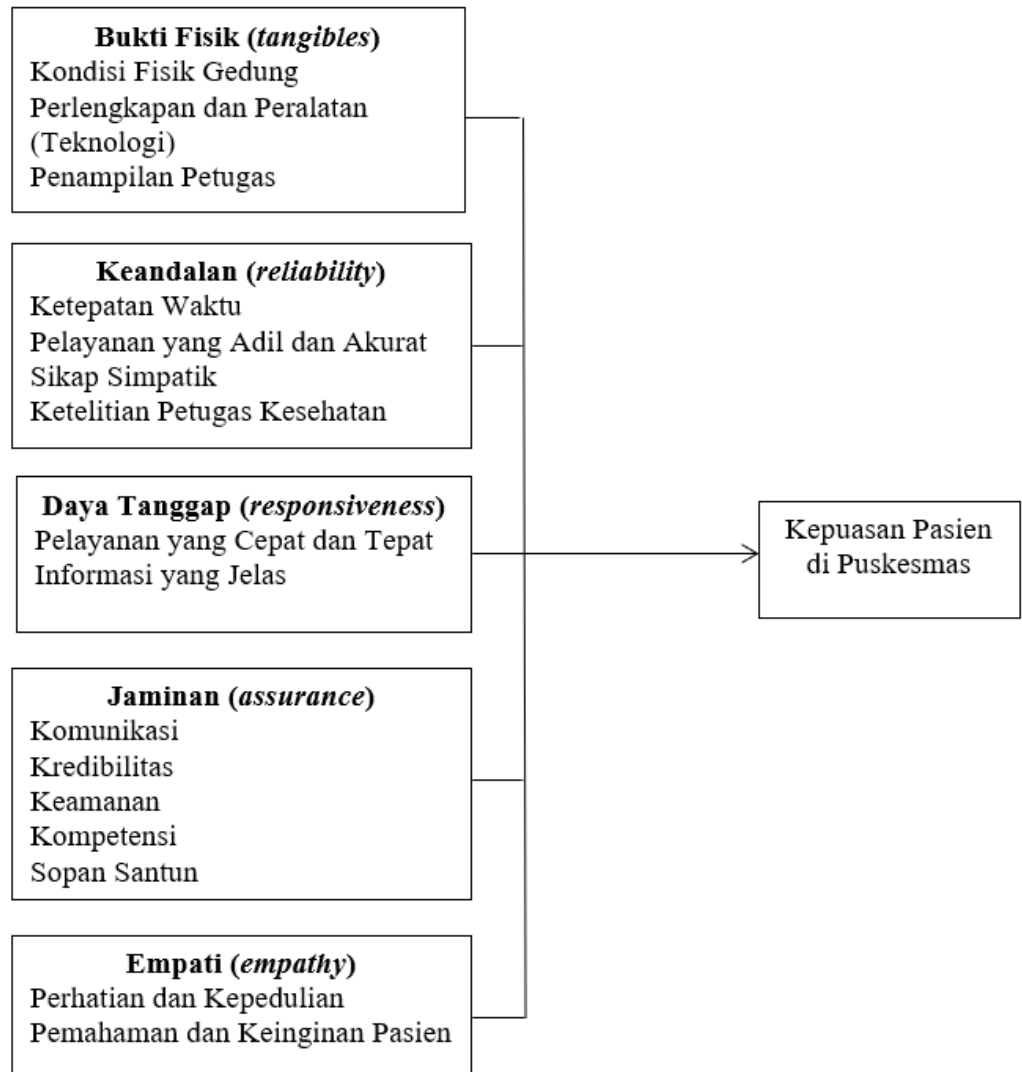 Bukti Fisik (tangibles)
Kondisi Fisik Gedung
Perlengkapan dan Peralatan
(Teknologi)
Penampilan Petugas
Keandalan (reliability)
Ketepatan Waktu
Pelayanan yang Adil dan Akurat
Sikap Simpatik
Ketelitian Petugas Kesehatan
Daya Tanggap (responsiveness)
Pelayanan yang Cepat dan Tepat
Informasi yang Jelas
Jaminan (assurance)
Komunikasi
Kredibilitas
Keamanan
Kompetensi
Sopan Santun
Empati (empathy)
Perhatian dan Kepedulian
Pemahaman dan Keinginan Pasien
Kepuasan Pasien
di Puskesmas